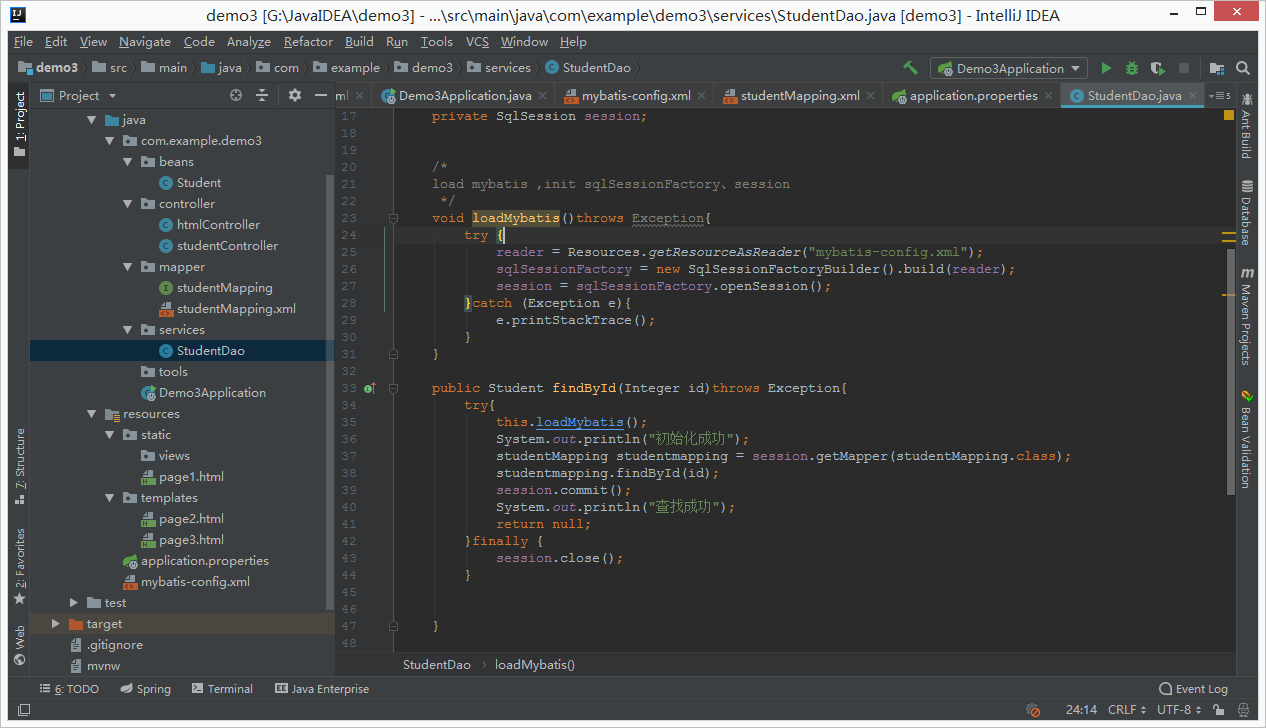 demo3 [G:\JavaIDEA\demo3] - ...\src\main\java\com\example\demo3\services\StudentDao.java [demo3] - IntelliJ IDEA
File Edit View Navigate Code Analyze Refactor Build Run Tools VCS Window Help
demo3 src main java com example demo3 services StudentDao Demo3Application
Project ml Demo3Application.java mybatis-config.xml studentMapping.xml application.properties StudentDao.java 5
1: Project
Z: Structure
2: Favorites
Web
java
com.example.demo3
beans
Student
controller
htmlController
studentController
mapper
studentMapping
studentMapping.xml
services
StudentDao
tools
Demo3Application
resources
static
views
page1.html
templates
page2.html
page3.html
application.properties
mybatis-config.xml
test
target
.gitignore
mvnw
17 private SqlSession session;
18
19
20 /*
21 load mybatis ,init sqlSessionFactory、session
22 */
23 void loadMybatis()throws Exception{
24 try {
25 reader = Resources.getResourceAsReader("mybatis-config.xml");
26 sqlSessionFactory = new SqlSessionFactoryBuilder().build(reader);
27 session = sqlSessionFactory.openSession();
28 }catch (Exception e){
29 e.printStackTrace();
30 }
31 }
32
33 public Student findById(Integer id)throws Exception{
34 try{
35 this.loadMybatis();
36 System.out.println("初始化成功");
37 studentMapping studentmapping = session.getMapper(studentMapping.class);
38 studentmapping.findById(id);
39 session.commit();
40 System.out.println("查找成功");
41 return null;
42 }finally {
43 session.close();
44 }
45
46
47 }
48
Ant Build
Database
m Maven Projects
Bean Validation
StudentDao loadMybatis()
6: TODO Spring Terminal Java Enterprise Event Log
24:14 CRLF UTF-8